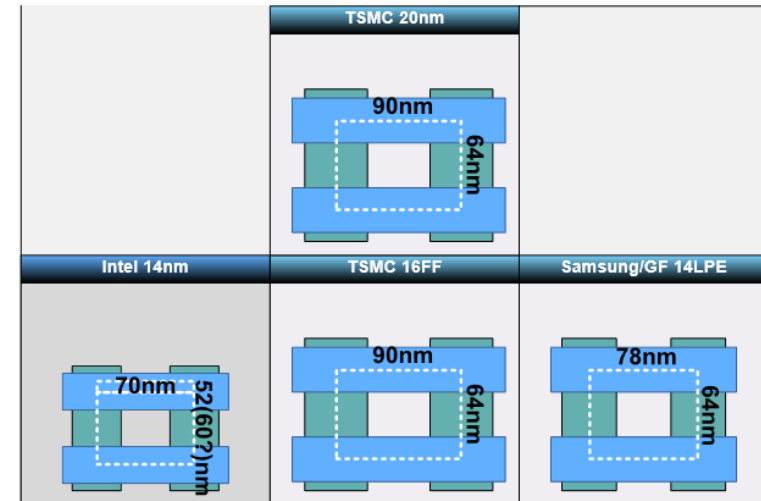 TSMC 20nm
90nm
64nm
Intel 14nm
TSMC 16FF
Samsung/GF 14LPE
70nm
52(60?)nm
90nm
64nm
78nm
64nm